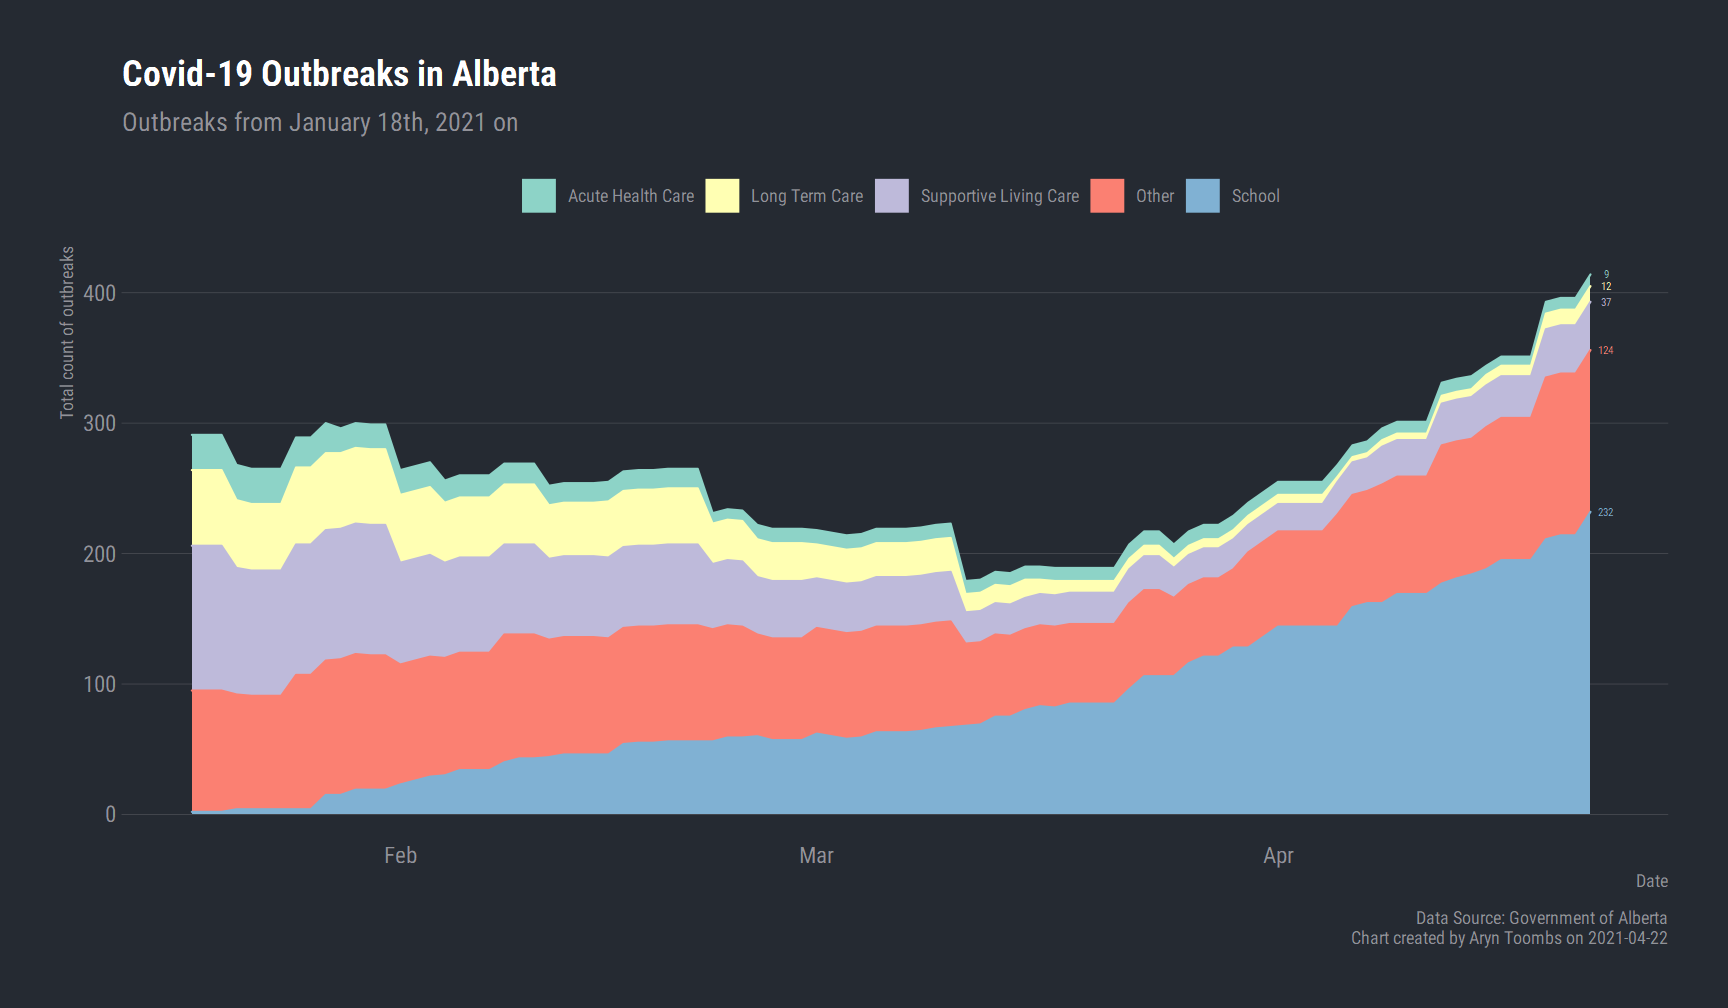 Covid-19 Outbreaks in Alberta
Outbreaks from January 18th, 2021 on
Acute Health Care Long Term Care Supportive Living Care Other School
Total count of outbreaks
400
300
200
100
0
9
12
37
124
232
Feb Mar Apr
Date
Data Source: Government of Alberta
Chart created by Aryn Toombs on 2021-04-22